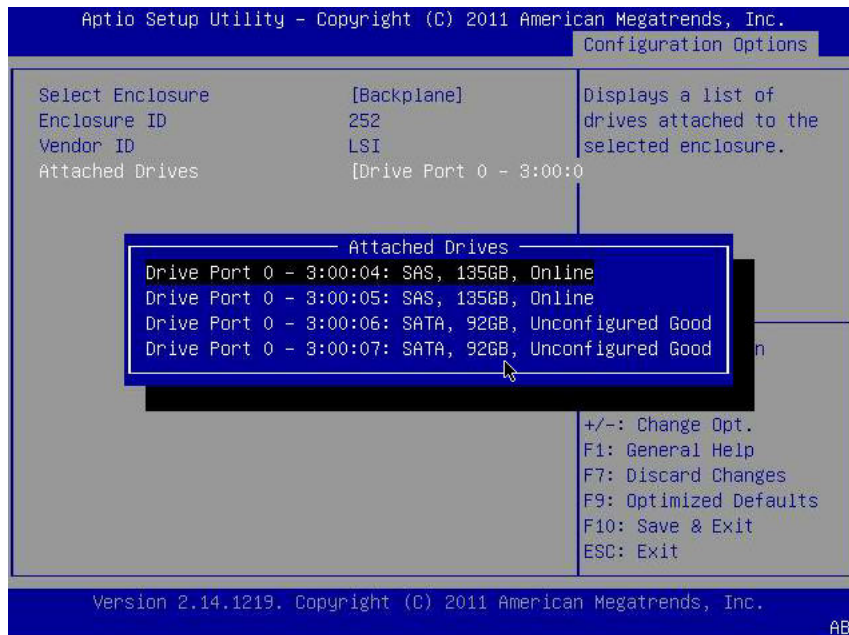 Aptio Setup Utility – Copyright (C) 2011 American Megatrends, Inc.
Configuration Options
Select Enclosure [Backplane]
Enclosure ID 252
Vendor ID LSI
Attached Drives [Drive Port 0 – 3:00:0
Displays a list of
drives attached to the
selected enclosure.
Attached Drives
Drive Port 0 – 3:00:04: SAS, 135GB, Online
Drive Port 0 – 3:00:05: SAS, 135GB, Online
Drive Port 0 – 3:00:06: SATA, 92GB, Unconfigured Good
Drive Port 0 – 3:00:07: SATA, 92GB, Unconfigured Good
n
+/-: Change Opt.
F1: General Help
F7: Discard Changes
F9: Optimized Defaults
F10: Save & Exit
ESC: Exit
Version 2.14.1219. Copyright (C) 2011 American Megatrends, Inc.
AB